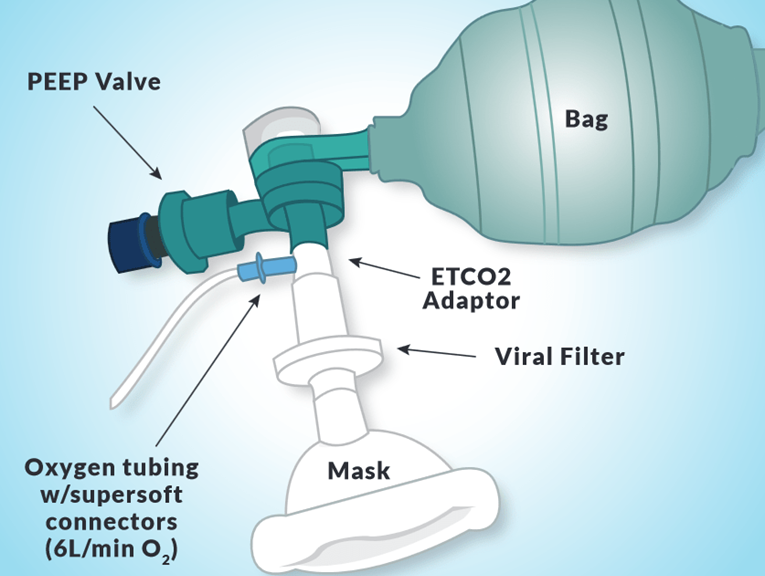 PEEP Valve
Bag
ETCO2
Adaptor
Viral Filter
Oxygen tubing
w/supersoft
connectors
(6L/min O₂)
Mask